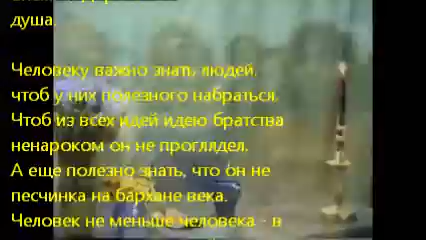 душа.
Человеку важно знать людей,
чтоб у них полезного набраться.
Чтоб из всех идей идею братства
ненароком он не проглядел.
А еще полезно знать, что он не
песчинка на бархане века.
Человек не меньше человека - в